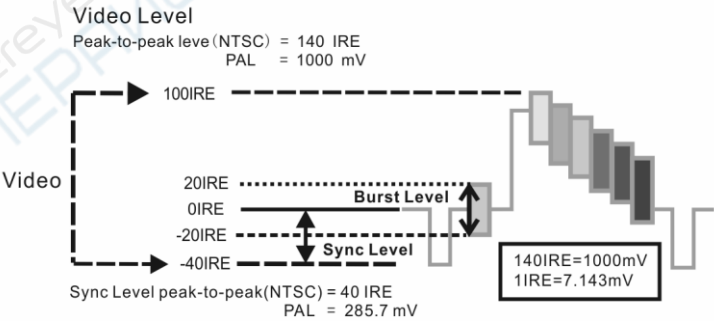 Video Level
Peak-to-peak leve(NTSC) = 140 IRE
PAL = 1000 mV
100IRE
Video
20IRE
Burst Level
0IRE
-20IRE
Sync Level
-40IRE
140IRE=1000mV
1IRE=7.143mV
Sync Level peak-to-peak(NTSC) = 40 IRE
PAL = 285.7 mV